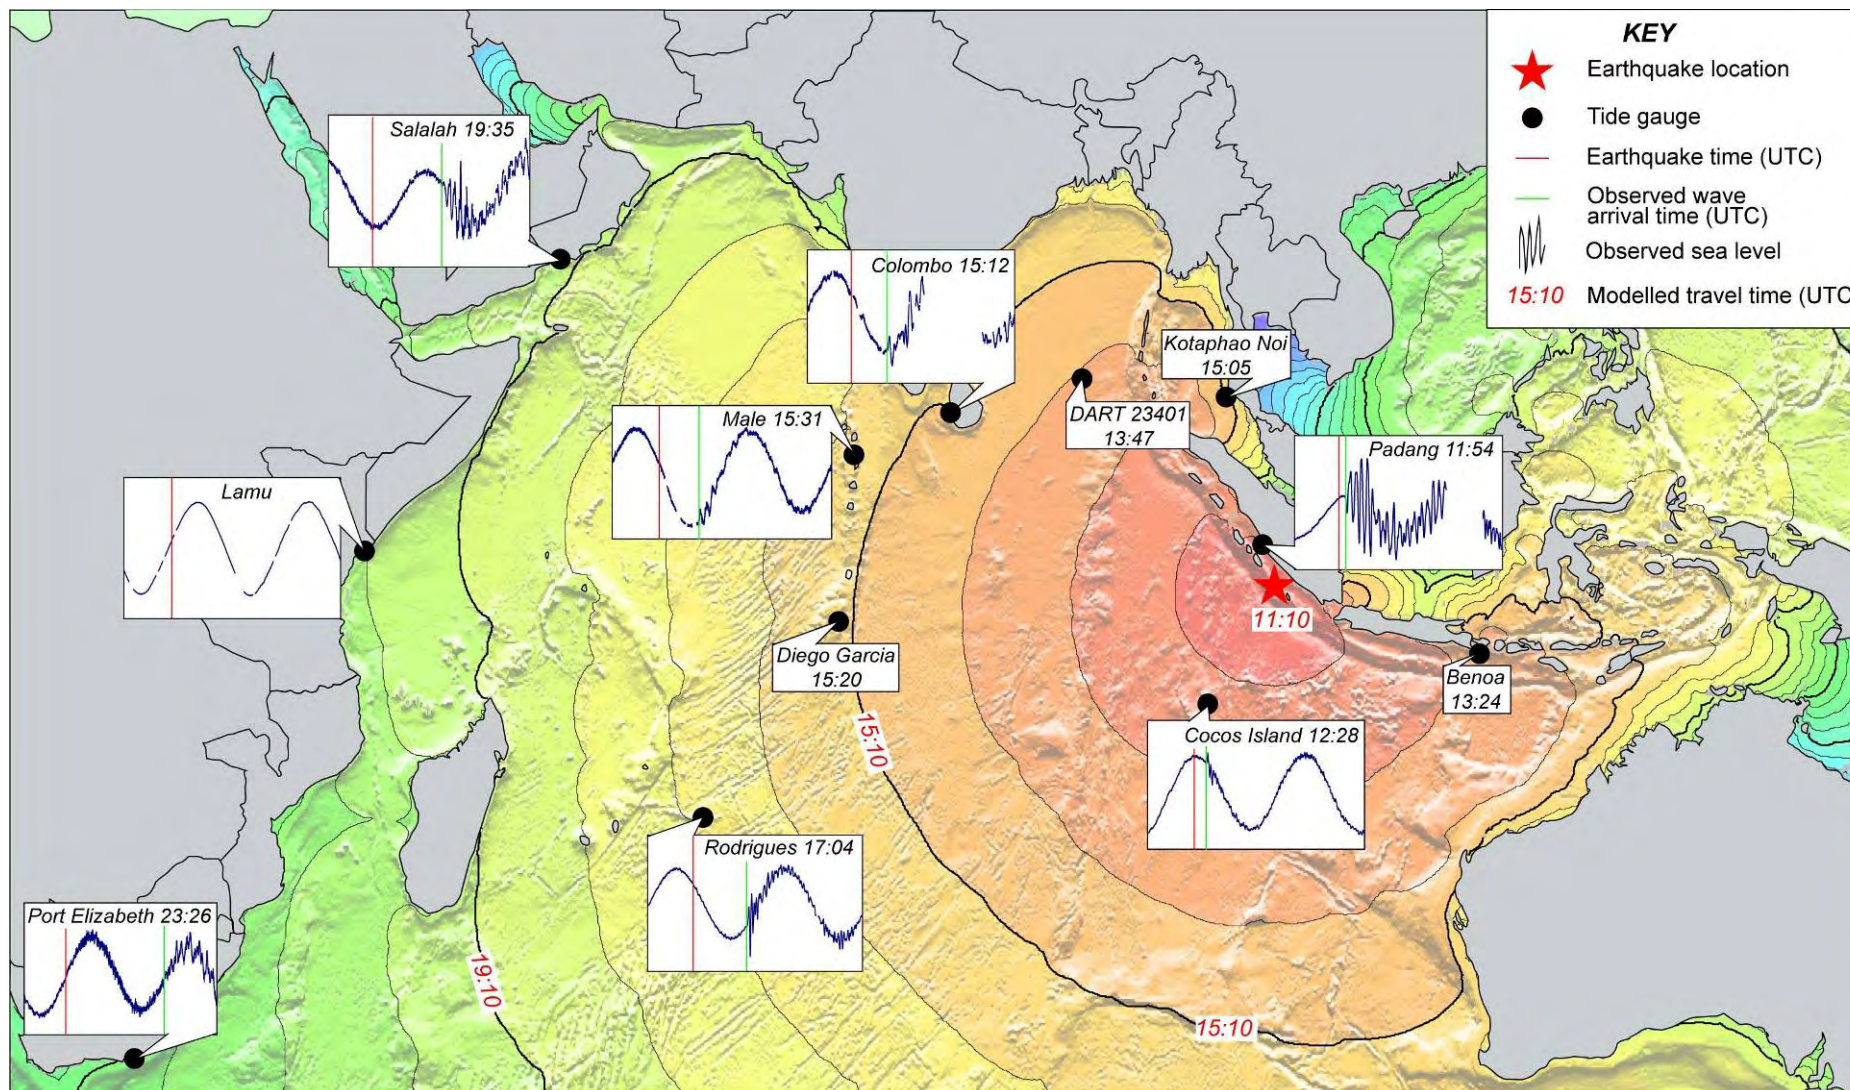 KEY
Earthquake location
Tide gauge
Earthquake time (UTC)
Observed wave
arrival time (UTC)
Observed sea level
15:10
Modelled travel time (UTC
Salalah 19:35
Colombo 15:12
Kotaphao Noi
15:05
DART 23401
13:47
Male 15:31
Padang 11:54
Lamu
11:10
Diego Garcia
15:20
Benoa
13:24
15:10
Cocos Island 12:28
Rodrigues 17:04
Port Elizabeth 23:26
19:10
15:10